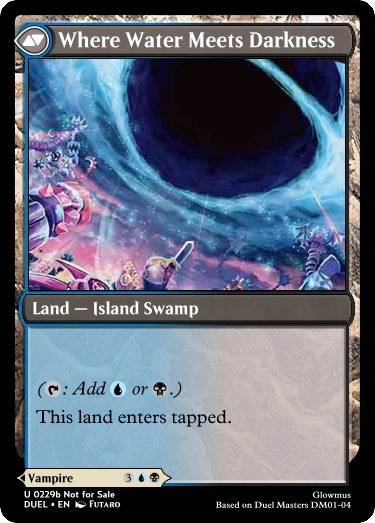 Where Water Meets Darkness
Land — Island Swamp
(: Add or .)
This land enters tapped.
Vampire 3
U 0229b Not for Sale Glowmus
DUEL • EN Futaro Based on Duel Masters DM01-04